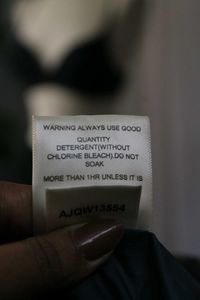 WARNING ALWAYS USE GOOD
QUANTITY
DETERGENT(WITHOUT
CHLORINE BLEACH).DO NOT
SOAK
MORE THAN 1HR UNLESS IT IS
AJQW13554